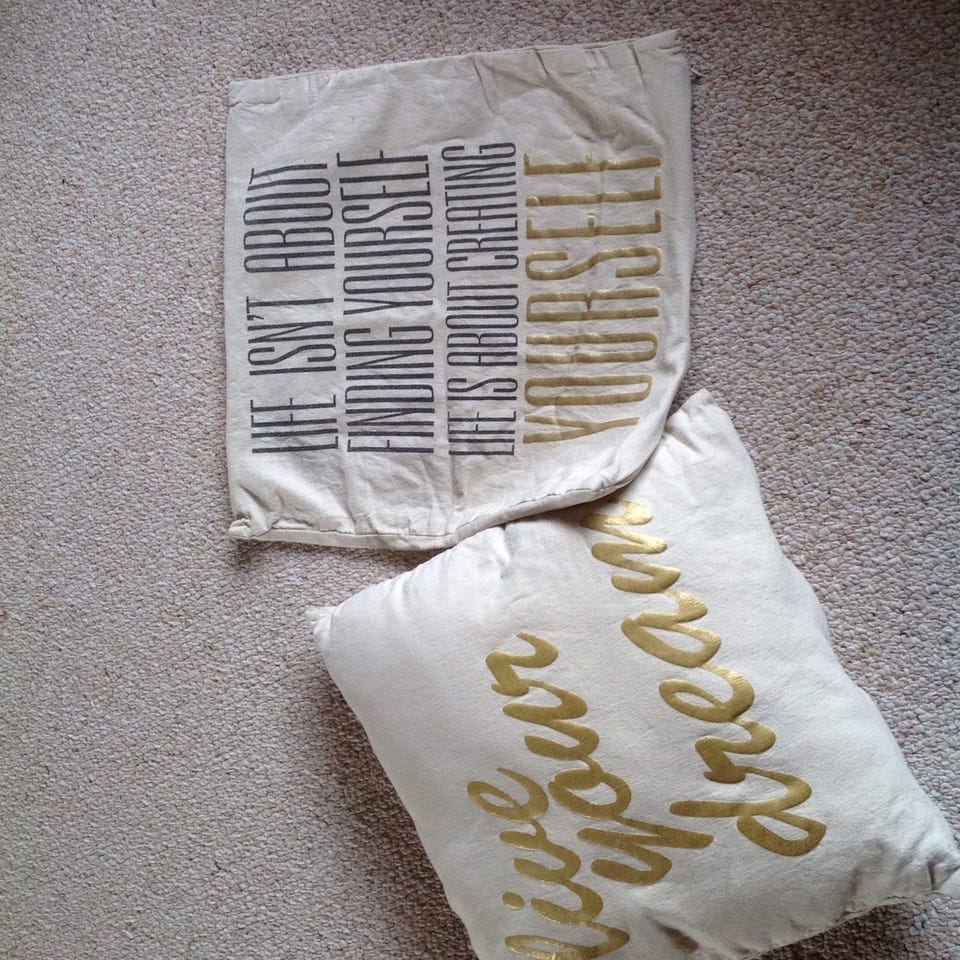 LIFE ISN'T ABOUT
FINDING YOURSELF
LIFE IS ABOUT CREATING
YOURSELF
live
your
dream